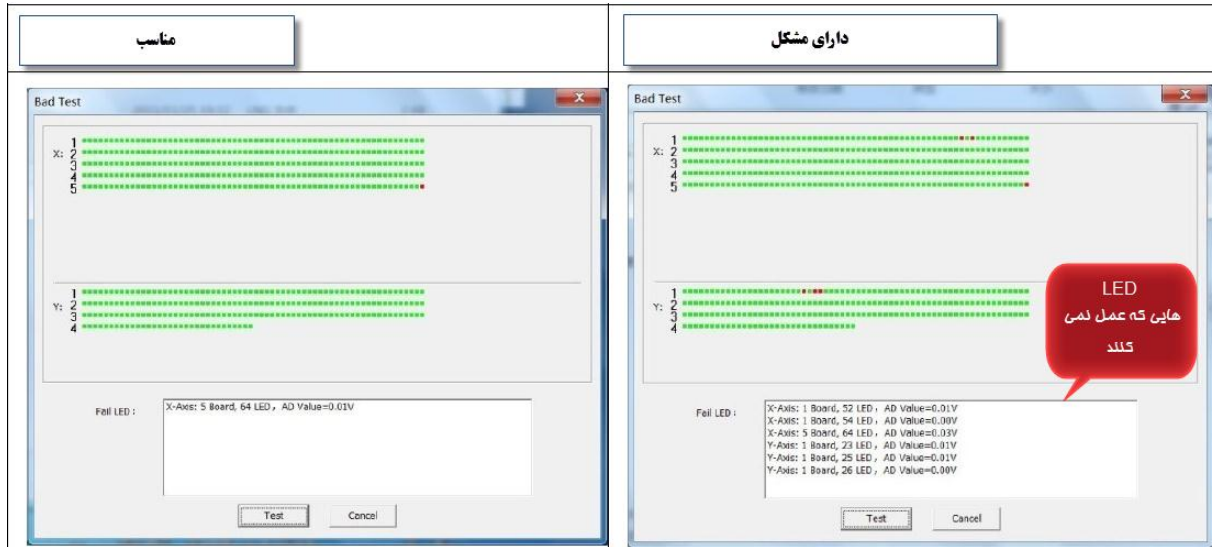 مناسب
دارای مشکل
Bad Test
X:
1
2
3
4
5
Y:
1
2
3
4
Fail LED :
X-Axis: 5 Board, 64 LED, AD Value=0.01V
Test
Cancel
Bad Test
X:
1
2
3
4
5
Y:
1
2
3
4
LED
هایی که عمل نمی
کنند
Fail LED :
X-Axis: 1 Board, 52 LED, AD Value=0.01V
X-Axis: 1 Board, 54 LED, AD Value=0.00V
X-Axis: 5 Board, 64 LED, AD Value=0.03V
Y-Axis: 1 Board, 23 LED, AD Value=0.01V
Y-Axis: 1 Board, 25 LED, AD Value=0.01V
Y-Axis: 1 Board, 26 LED, AD Value=0.00V
Test
Cancel